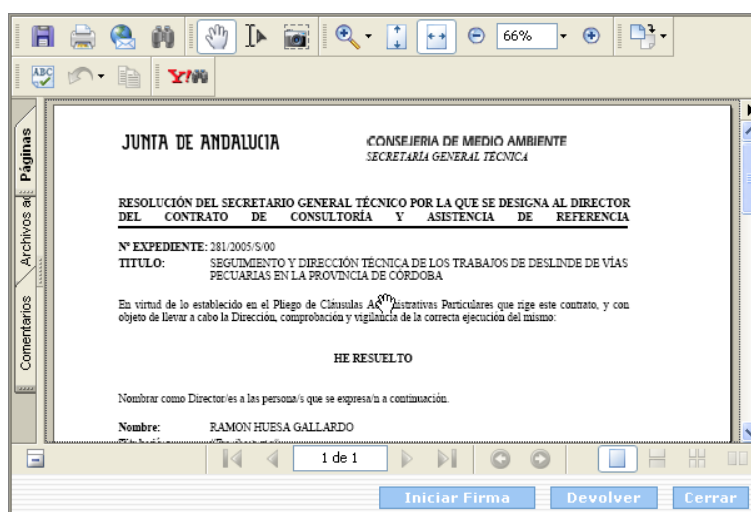 66%
ABC
Y!
Páginas
Archivos
Comentarios
JUNTA DE ANDALUCIA
CONSEJERIA DE MEDIO AMBIENTE
SECRETARÍA GENERAL TÉCNICA
RESOLUCIÓN DEL SECRETARIO GENERAL TÉCNICO POR LA QUE SE DESIGNA AL DIRECTOR
DEL CONTRATO DE CONSULTORÍA Y ASISTENCIA DE REFERENCIA
Nº EXPEDIENTE: 281/2005/S/00
TITULO: SEGUIMIENTO Y DIRECCIÓN TÉCNICA DE LOS TRABAJOS DE DESLINDE DE VÍAS
PECUARIAS EN LA PROVINCIA DE CÓRDOBA
En virtud de lo establecido en el Pliego de Cláusulas Particulares que rige este contrato, y con
objeto de llevar a cabo la Dirección, comprobación y vigilancia de la correcta ejecución del mismo:
HE RESUELTO
Nombrar como Director/es a las persona/s que se expresa/n a continuación.
Nombre: RAMON HUESA GALLARDO
1 de 1
Iniciar Firma
Devolver
Cerrar